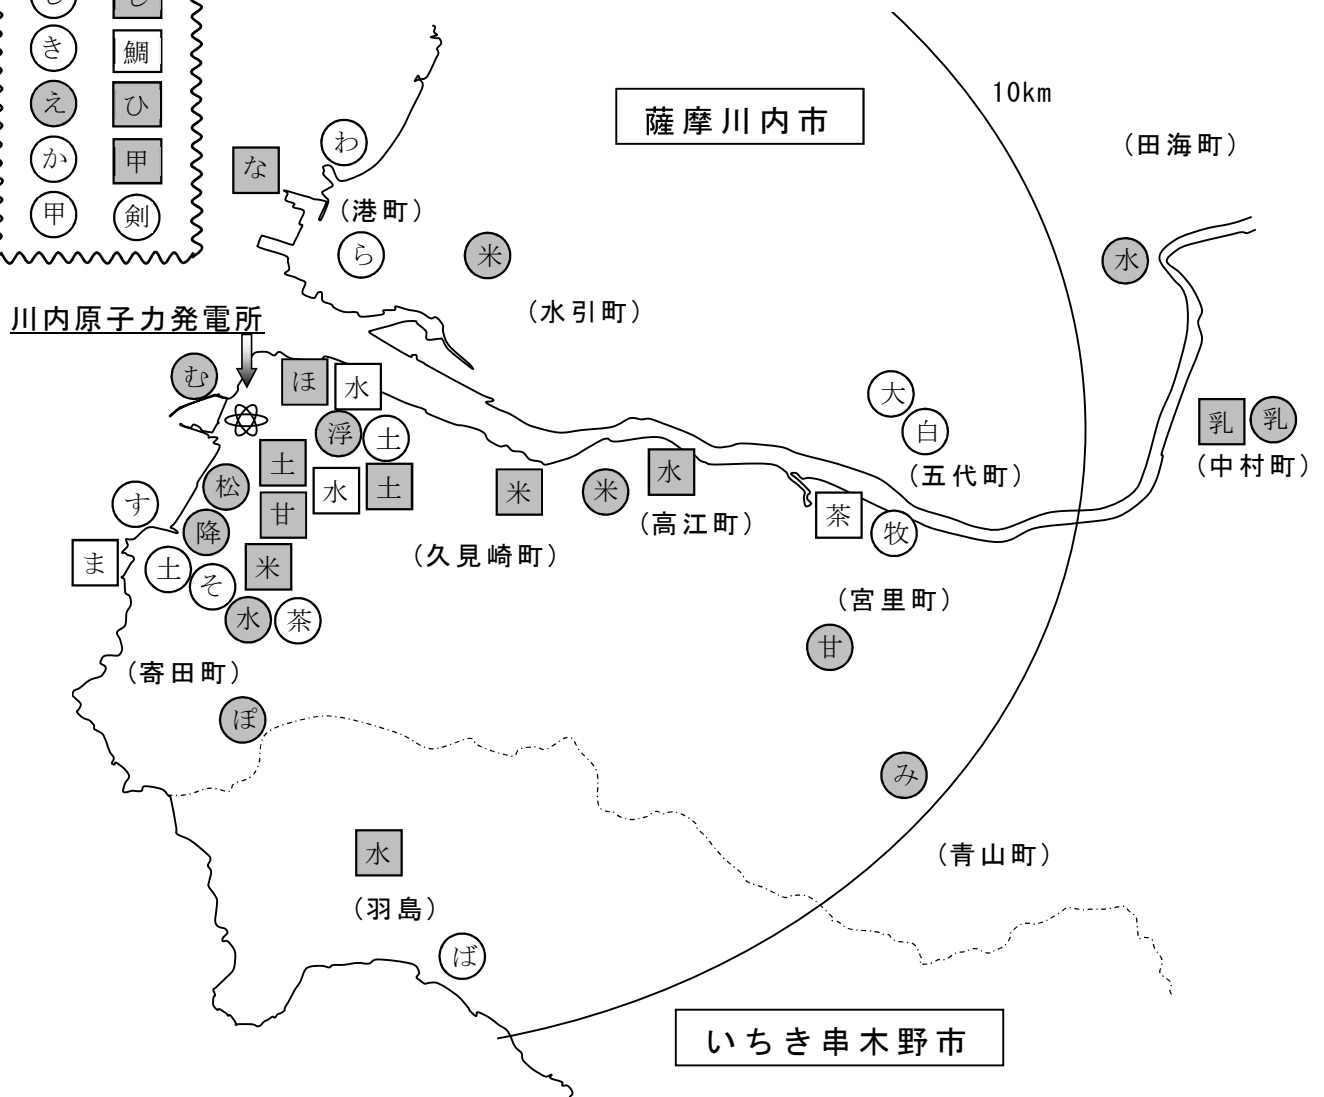 き 鯛
え ひ
か 甲
甲 剣
薩摩川内市
10km
(田海町)
わ
な
(港町)
ら
米
水
(水引町)
川内原子力発電所
む
ほ
水
大
白
乳
乳
浮
土
(五代町)
(中村町)
土
水
土
松
米
米
水
す
甘
茶
牧
(高江町)
降
(久見崎町)
ま
土
そ
米
(宮里町)
水
茶
甘
(寄田町)
ぽ
み
水
(青山町)
(羽島)
ば
いちき串木野市